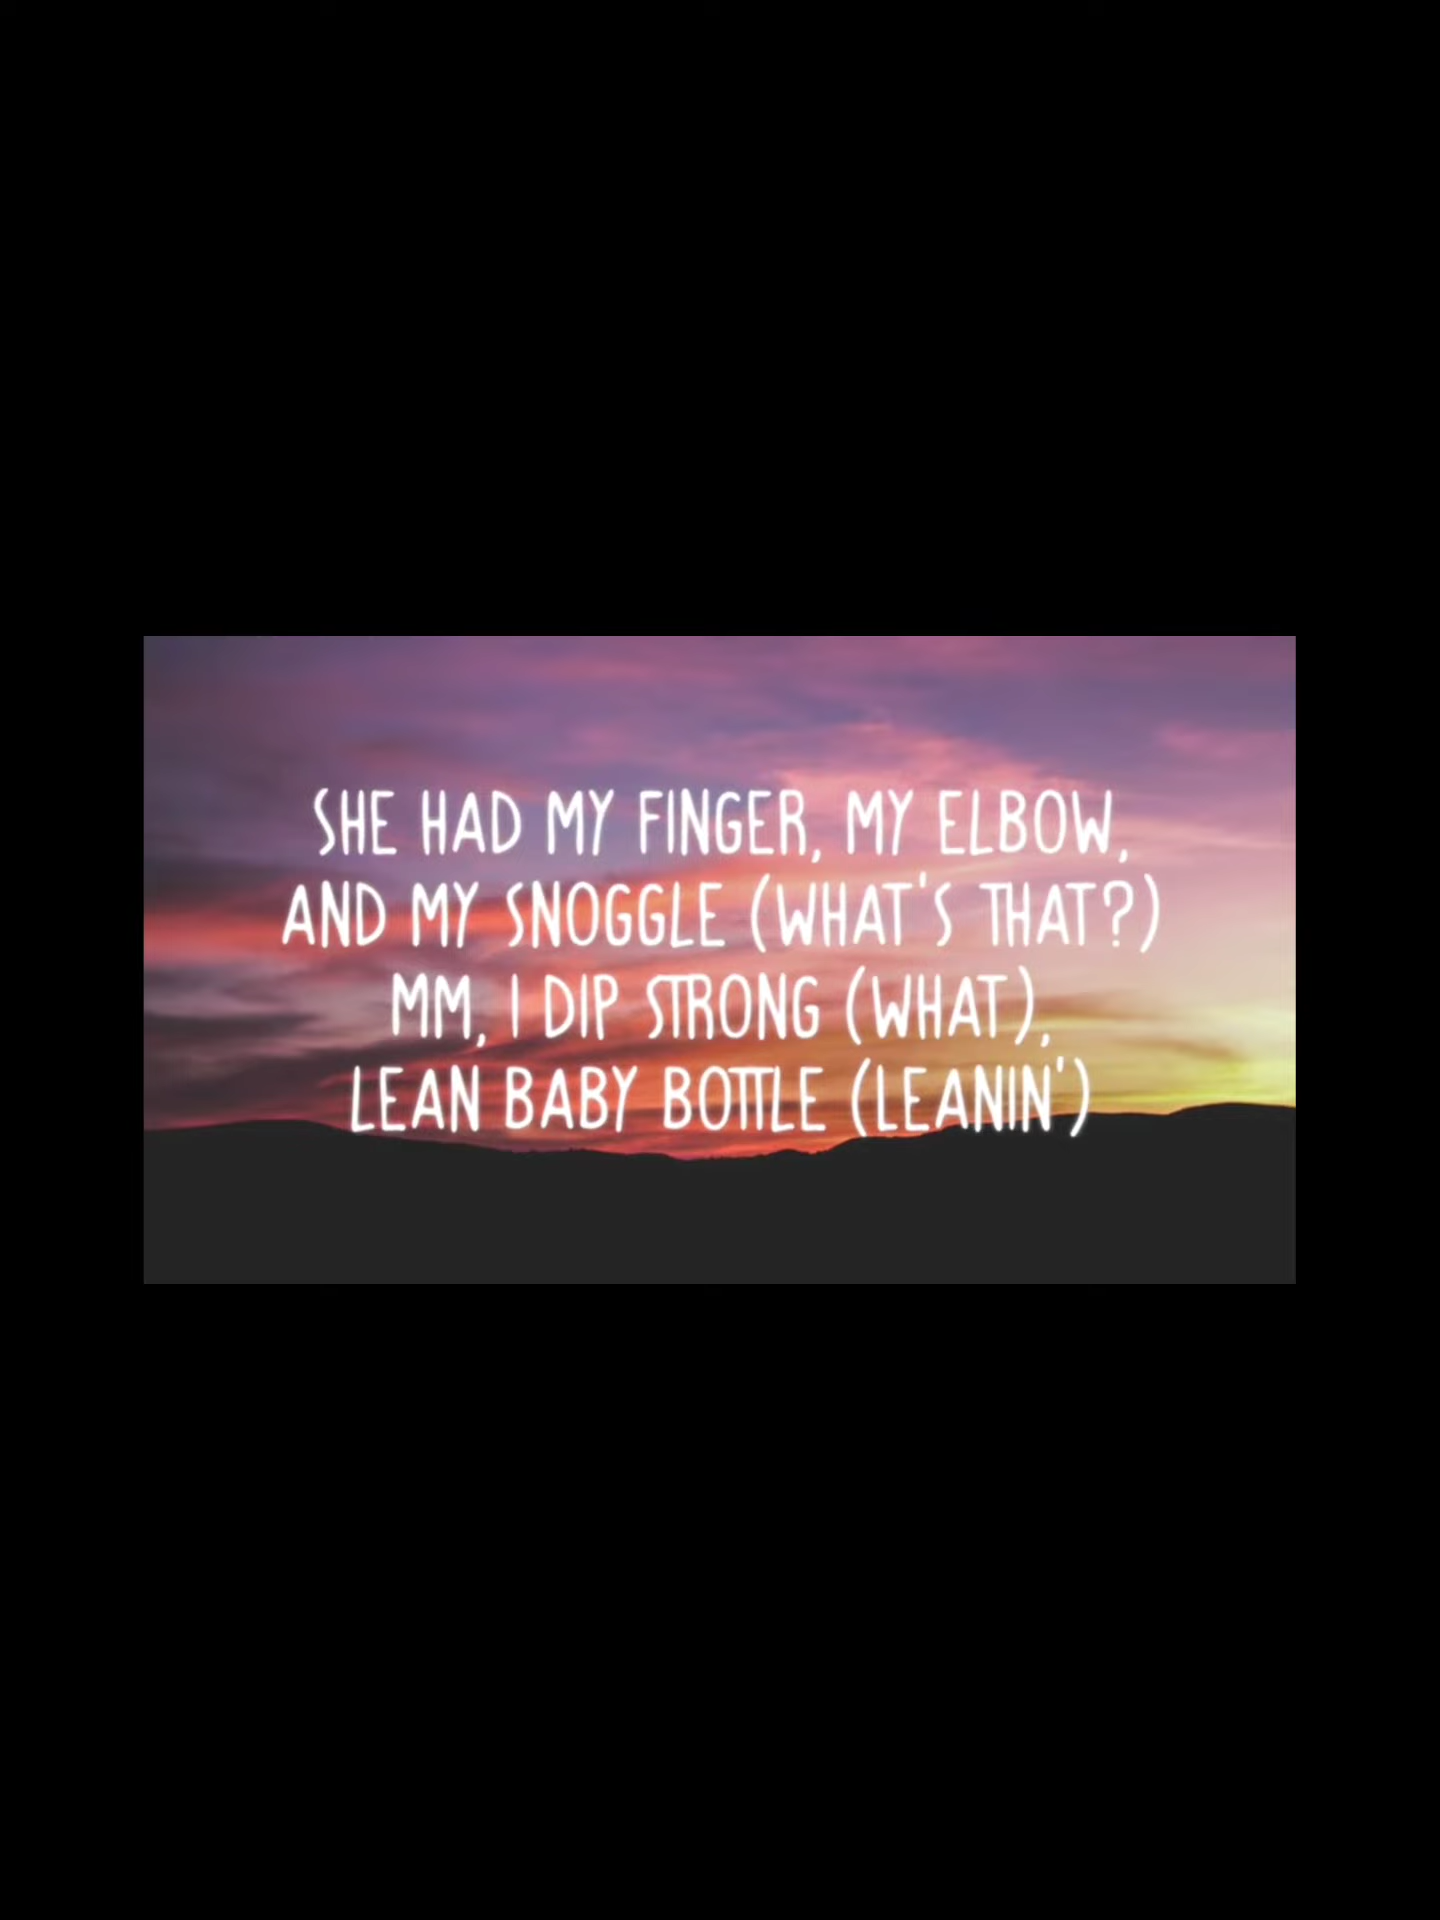 SHE HAD MY FINGER, MY ELBOW,
AND MY SNOGGLE (WHAT'S THAT?)
MM, I DIP STRONG (WHAT),
LEAN BABY BOTTLE (LEANIN')